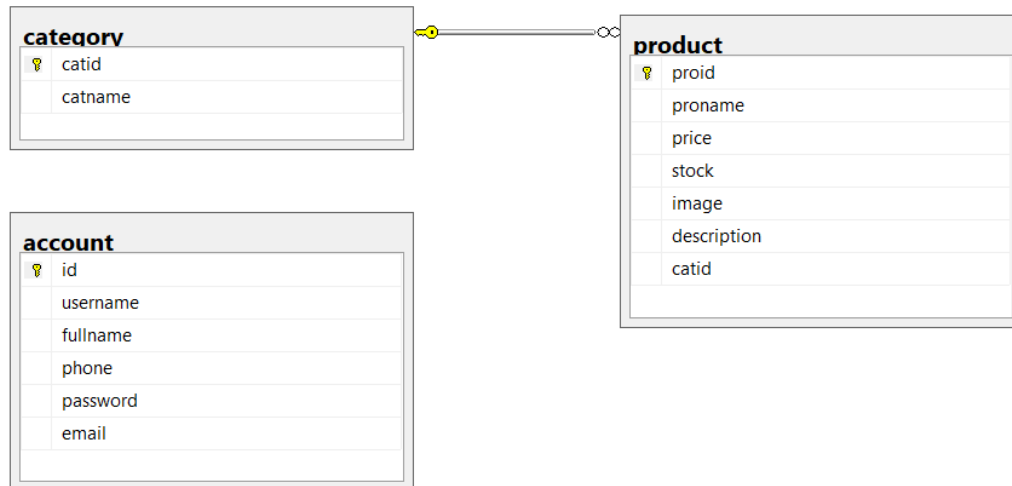 category
catid
catname
product
proid
proname
price
stock
image
description
catid
account
id
username
fullname
phone
password
email